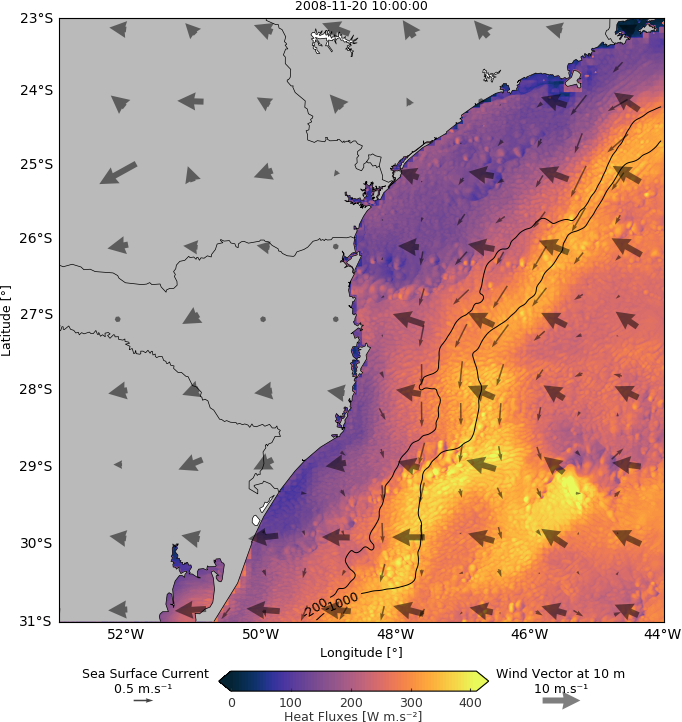 2008-11-20 10:00:00
23°S
24°S
25°S
26°S
27°S
28°S
29°S
30°S
31°S
Latitude [°]
-200
-1000
52°W 50°W 48°W 46°W 44°W
Longitude [°]
Sea Surface Current
0.5 m.s⁻¹
Wind Vector at 10 m
10 m.s⁻¹
0 100 200 300 400
Heat Fluxes [W m.s⁻²]